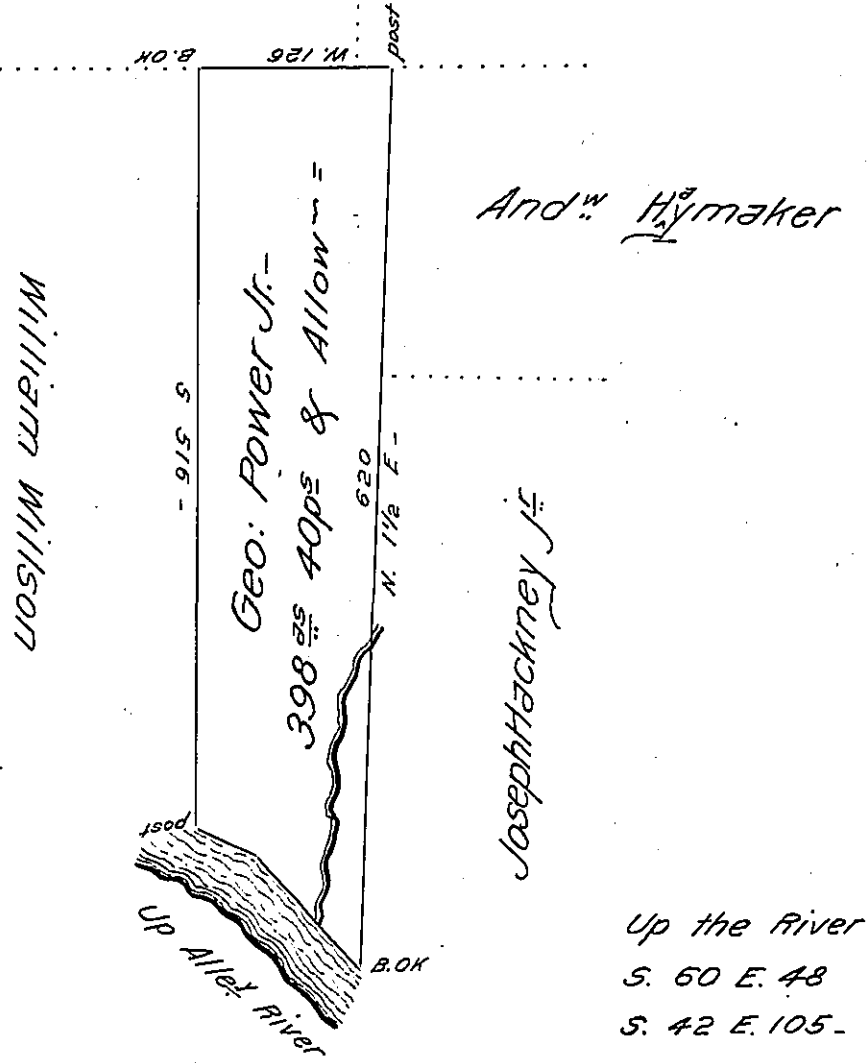 B.OK
W. 126
post
And.ʷ Haymaker
William Willson
S 516 -
Geo: Power Jr.-
398 as 40ps & Allow~ =
620
N. 1½ E -
Joseph Hackney Jr
post
Up Alleʸ River
B.OK
Up the River
S. 60 E. 48
S. 42 E. 105-